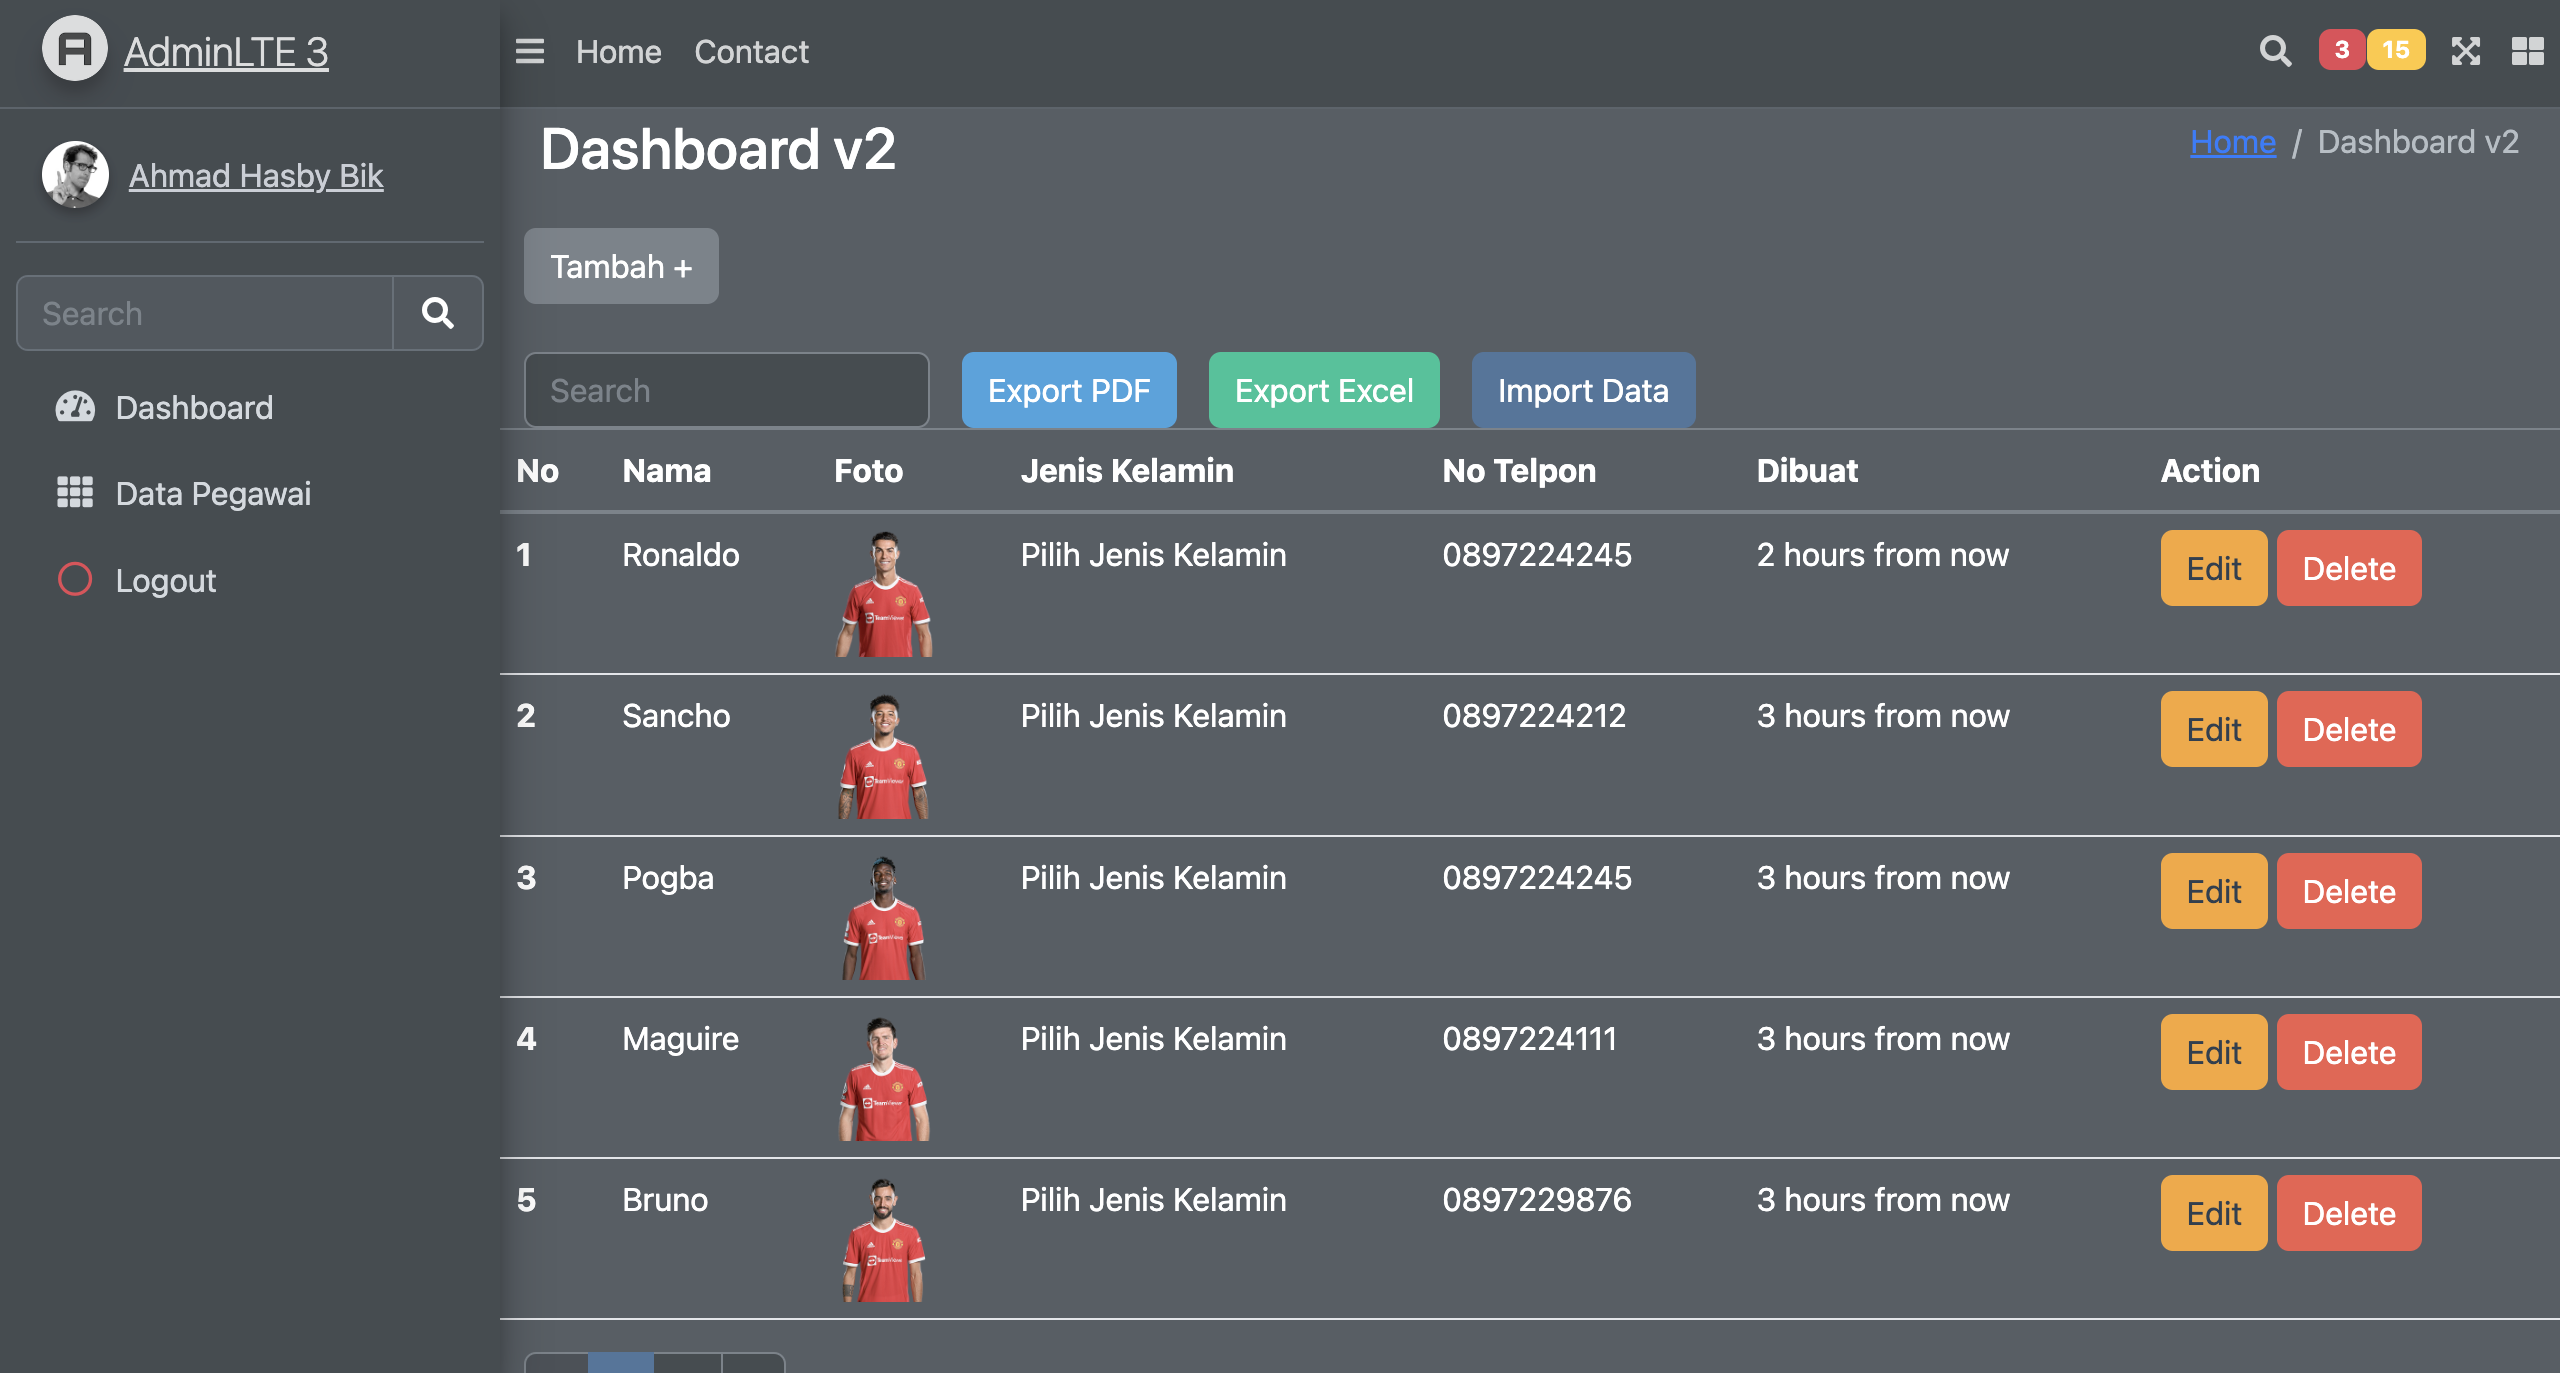 AdminLTE 3
Home Contact
3 15
Ahmad Hasby Bik
Search
Dashboard
Data Pegawai
Logout
Dashboard v2
Home / Dashboard v2
Tambah +
Search Export PDF Export Excel Import Data
No Nama Foto Jenis Kelamin No Telpon Dibuat Action
1 Ronaldo Pilih Jenis Kelamin 0897224245 2 hours from now Edit Delete
2 Sancho Pilih Jenis Kelamin 0897224212 3 hours from now Edit Delete
3 Pogba Pilih Jenis Kelamin 0897224245 3 hours from now Edit Delete
4 Maguire Pilih Jenis Kelamin 0897224111 3 hours from now Edit Delete
5 Bruno Pilih Jenis Kelamin 0897229876 3 hours from now Edit Delete